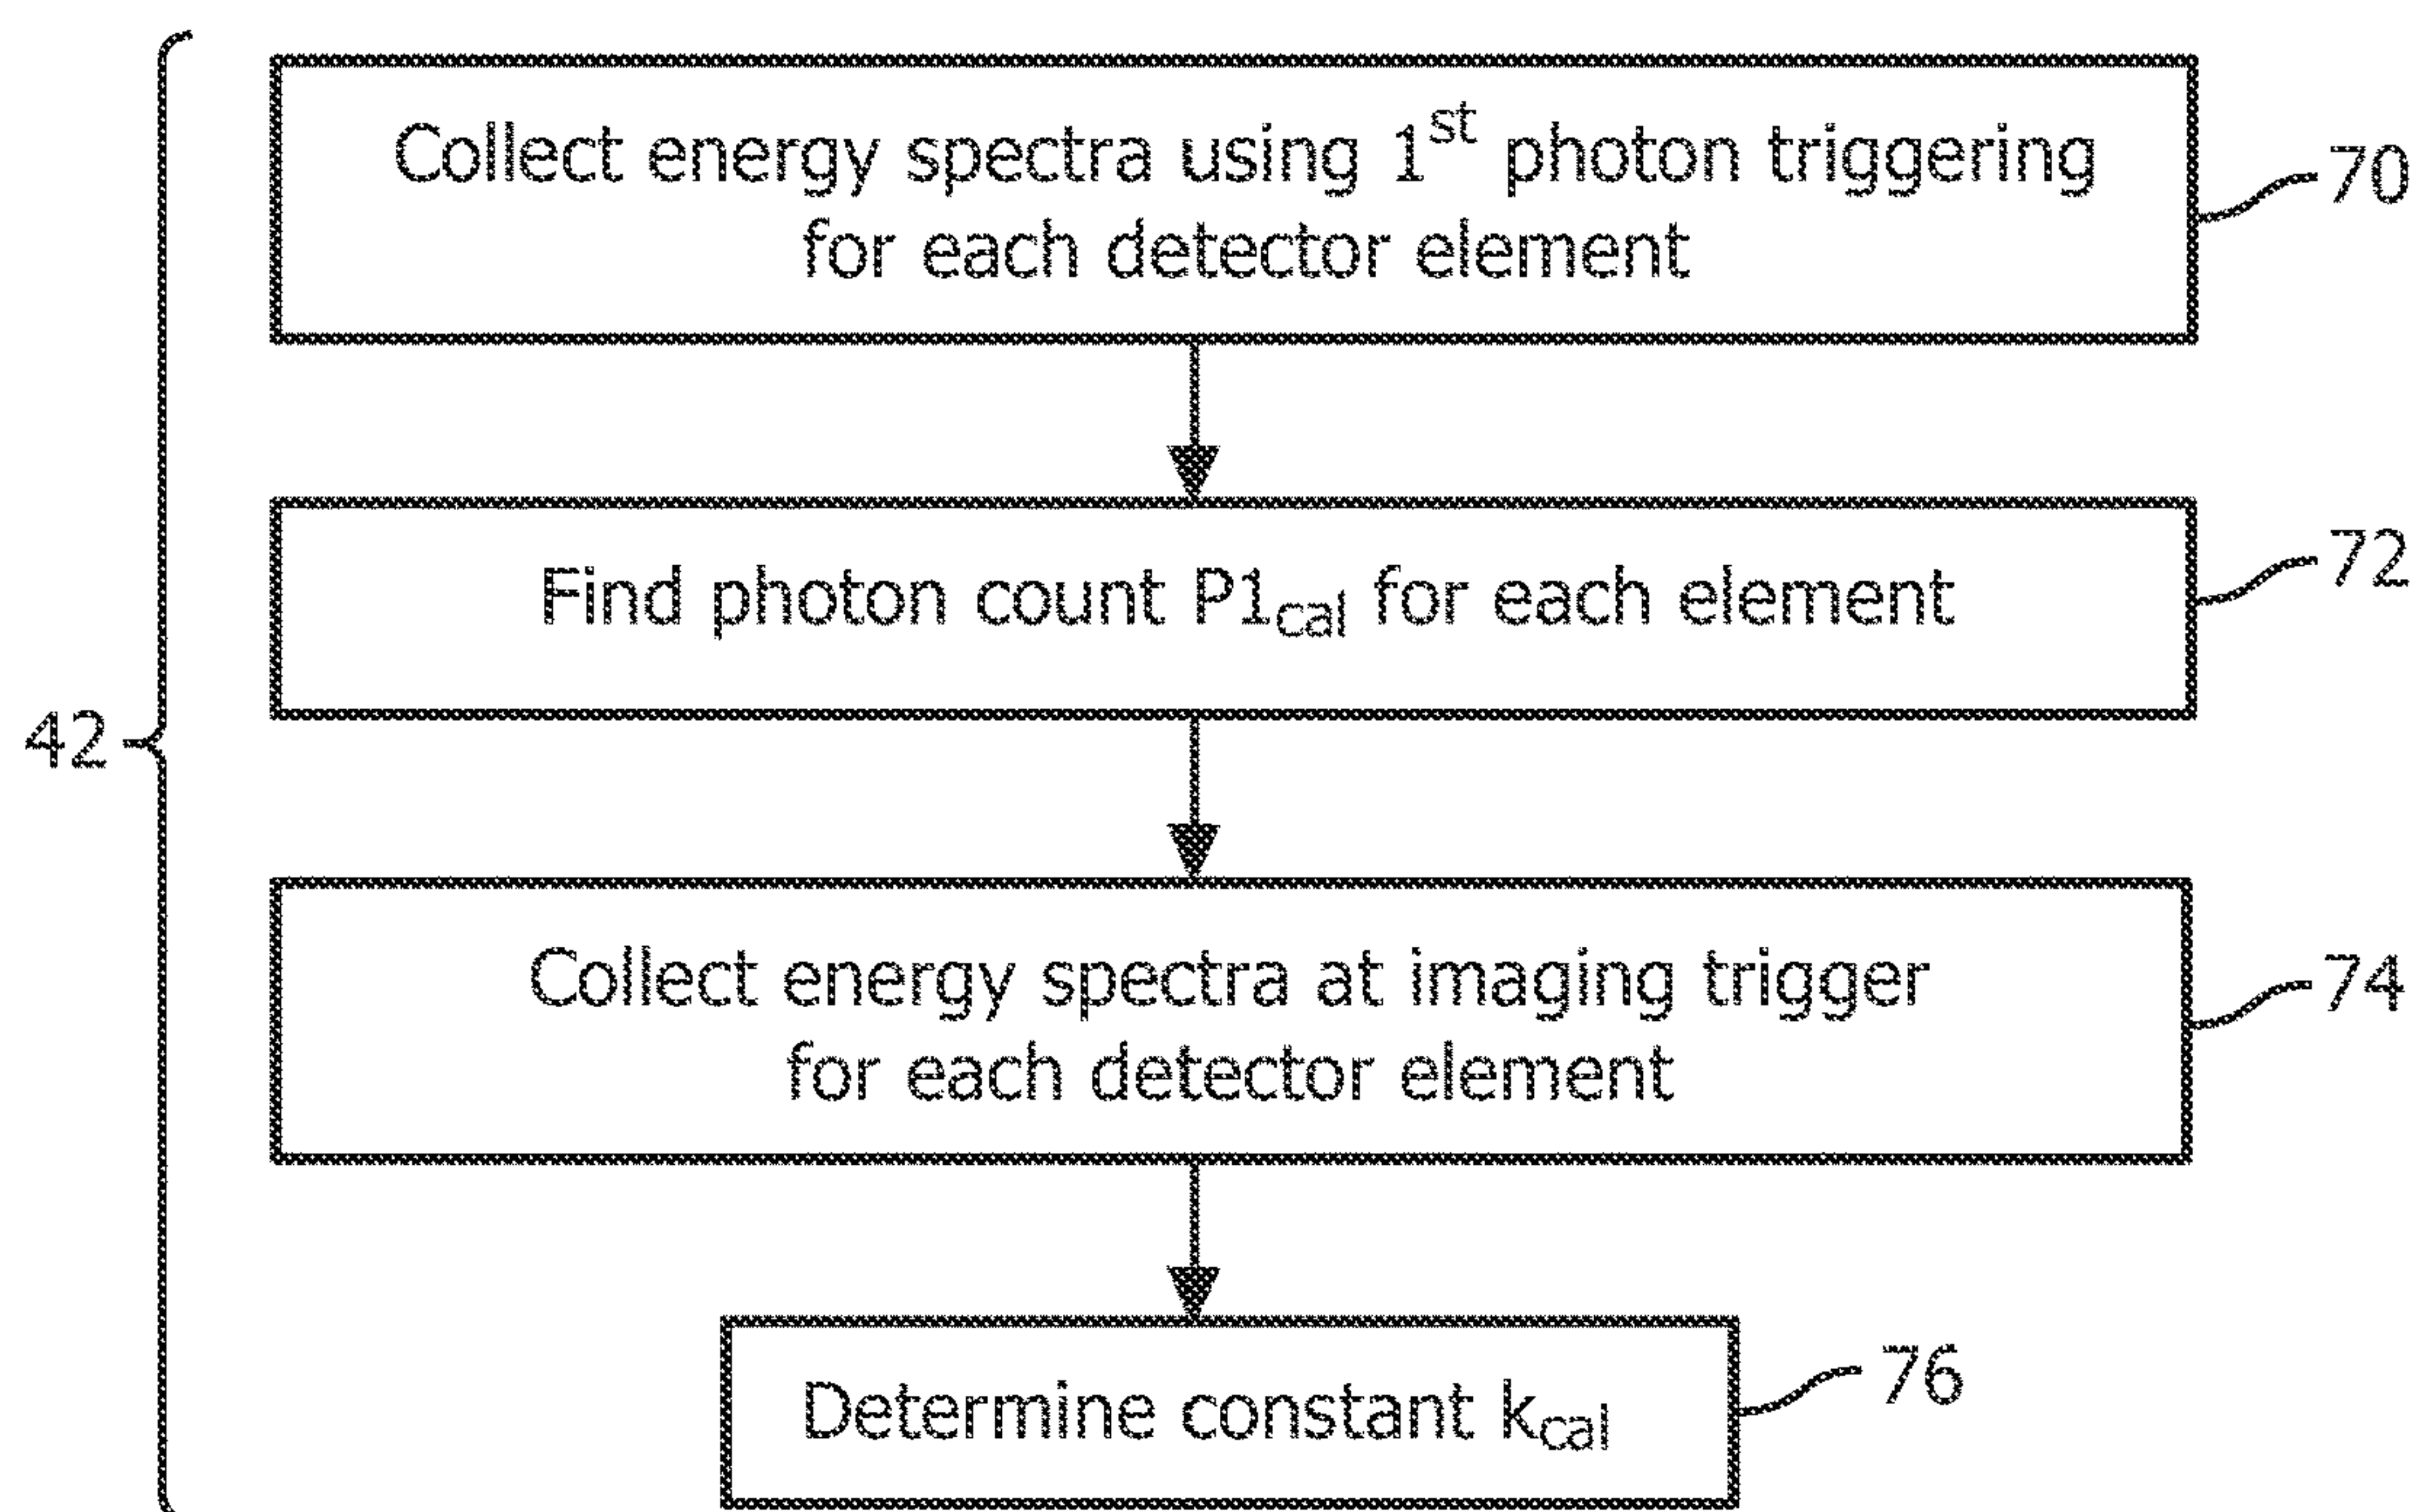 Collect energy spectra using 1st photon triggering
for each detector element
70
Find photon count P1cal for each element
72
42
Collect energy spectra at imaging trigger
for each detector element
74
Determine constant kcal
76